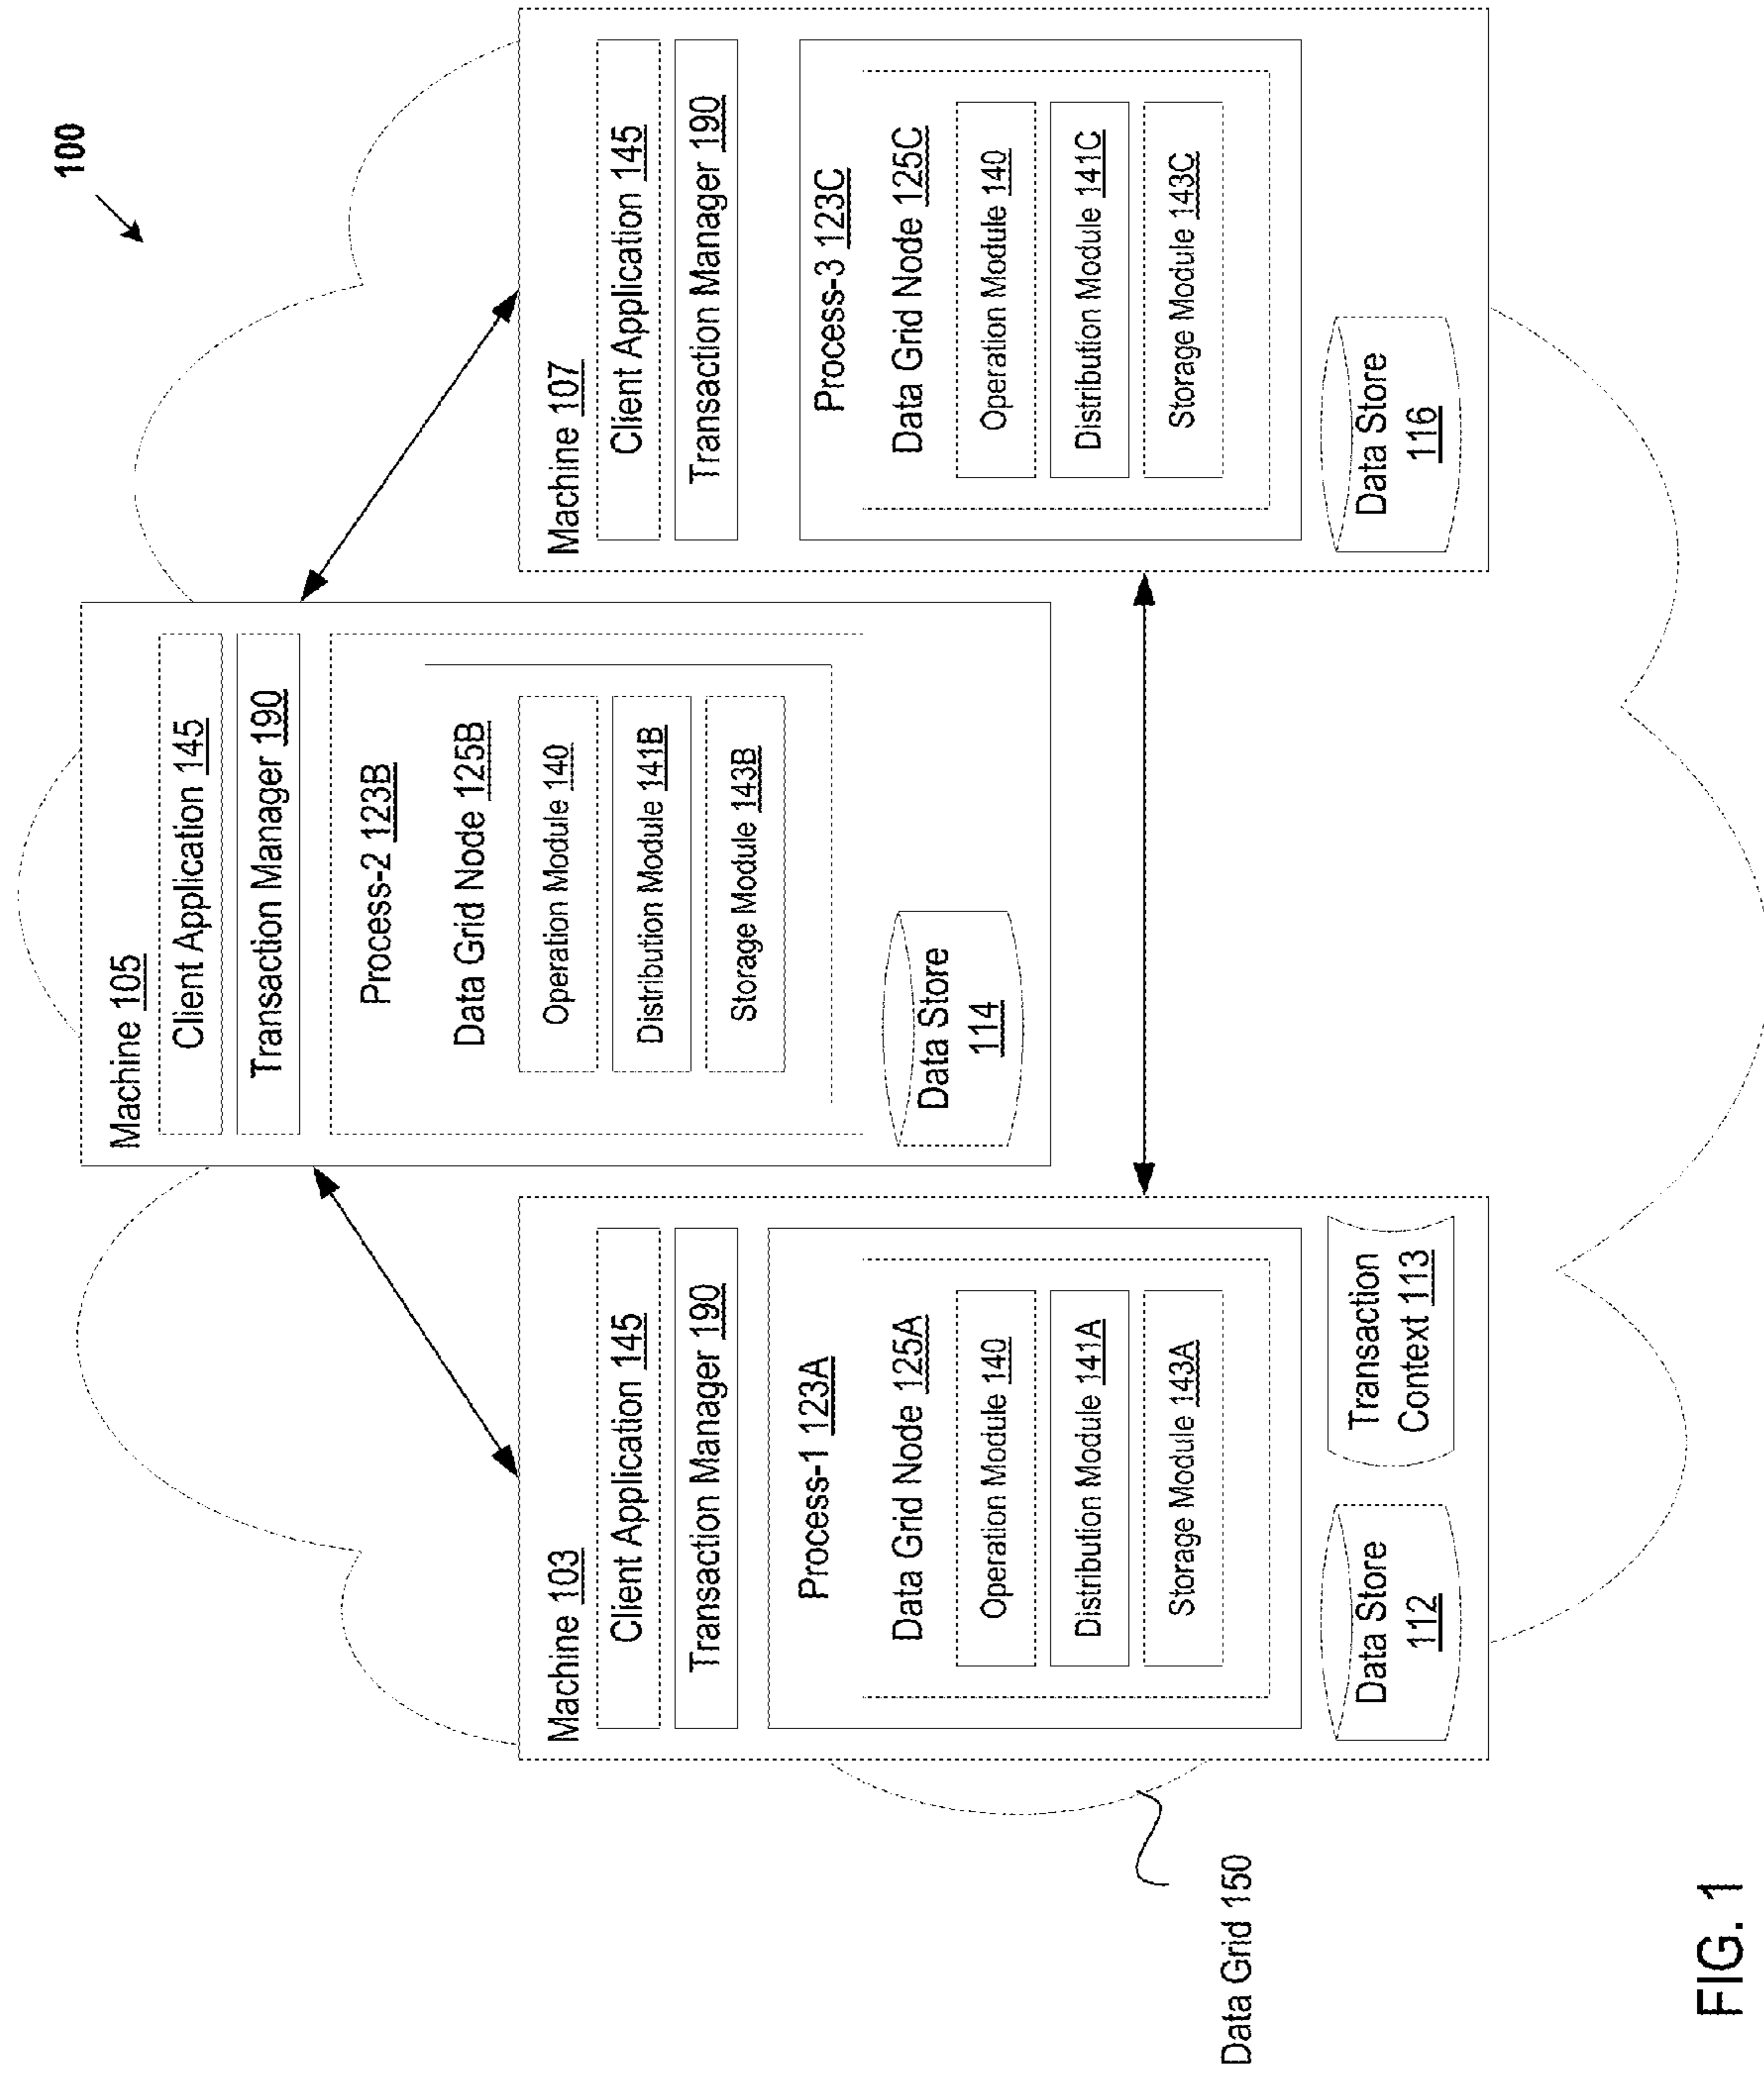 100
Machine 105
Client Application 145
Transaction Manager 190
Process-2 123B
Data Grid Node 125B
Operation Module 140
Distribution Module 141B
Storage Module 143B
Data Store
114
Machine 103
Client Application 145
Transaction Manager 190
Process-1 123A
Data Grid Node 125A
Operation Module 140
Distribution Module 141A
Storage Module 143A
Data Store
112
Transaction
Context 113
Machine 107
Client Application 145
Transaction Manager 190
Process-3 123C
Data Grid Node 125C
Operation Module 140
Distribution Module 141C
Storage Module 143C
Data Store
116
Data Grid 150
FIG. 1